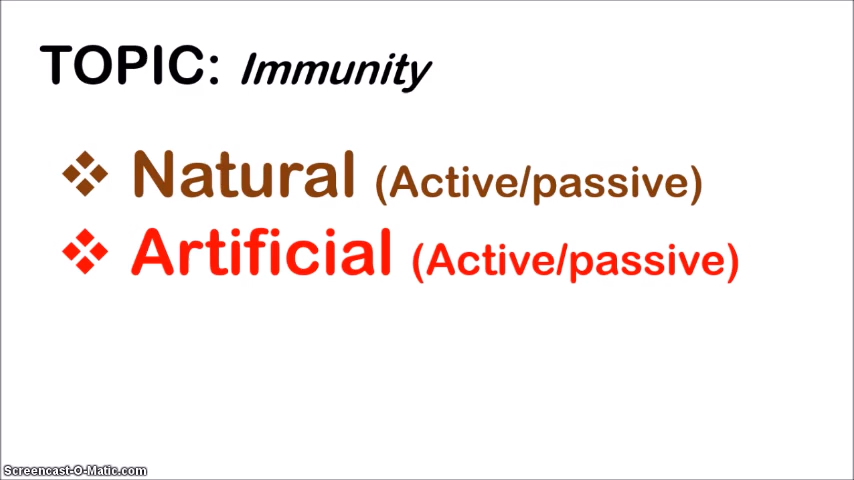 TOPIC: Immunity
❖ Natural (Active/passive)
❖ Artificial (Active/passive)
Screencast-O-Matic.com